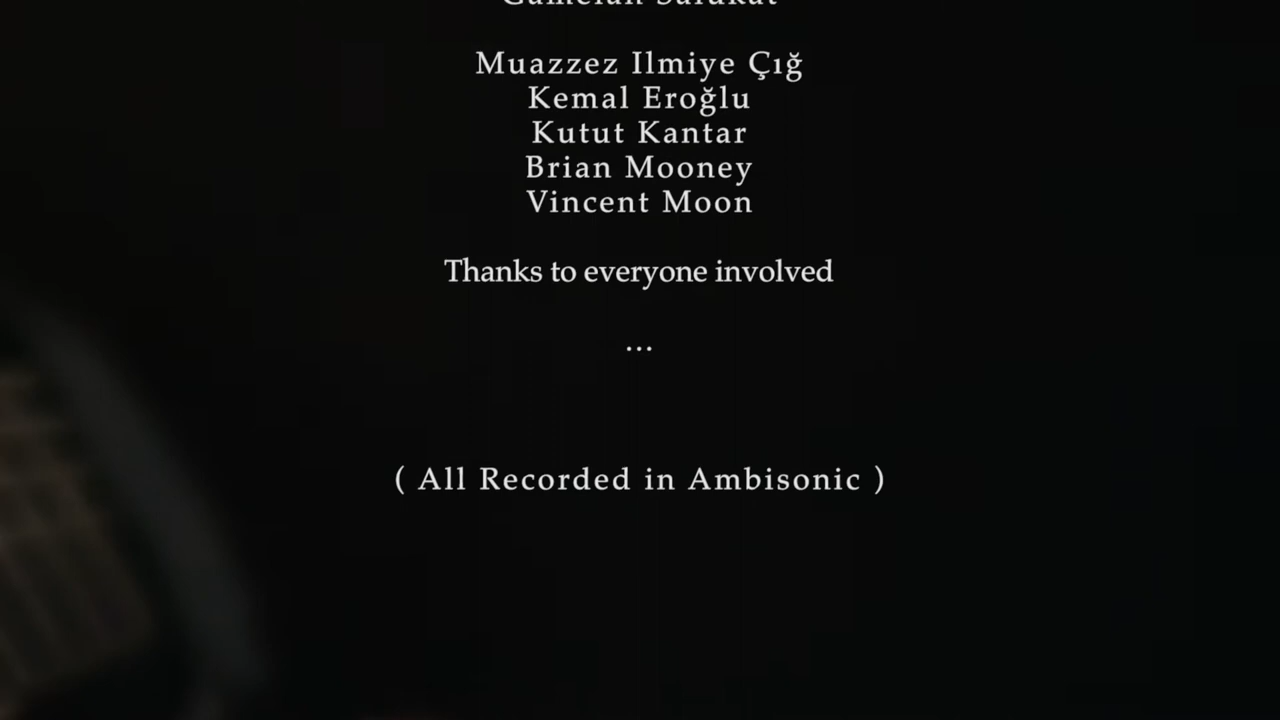 Muazzez Ilmiye Çığ
Kemal Eroğlu
Kutut Kantar
Brian Mooney
Vincent Moon
Thanks to everyone involved
...
( All Recorded in Ambisonic )